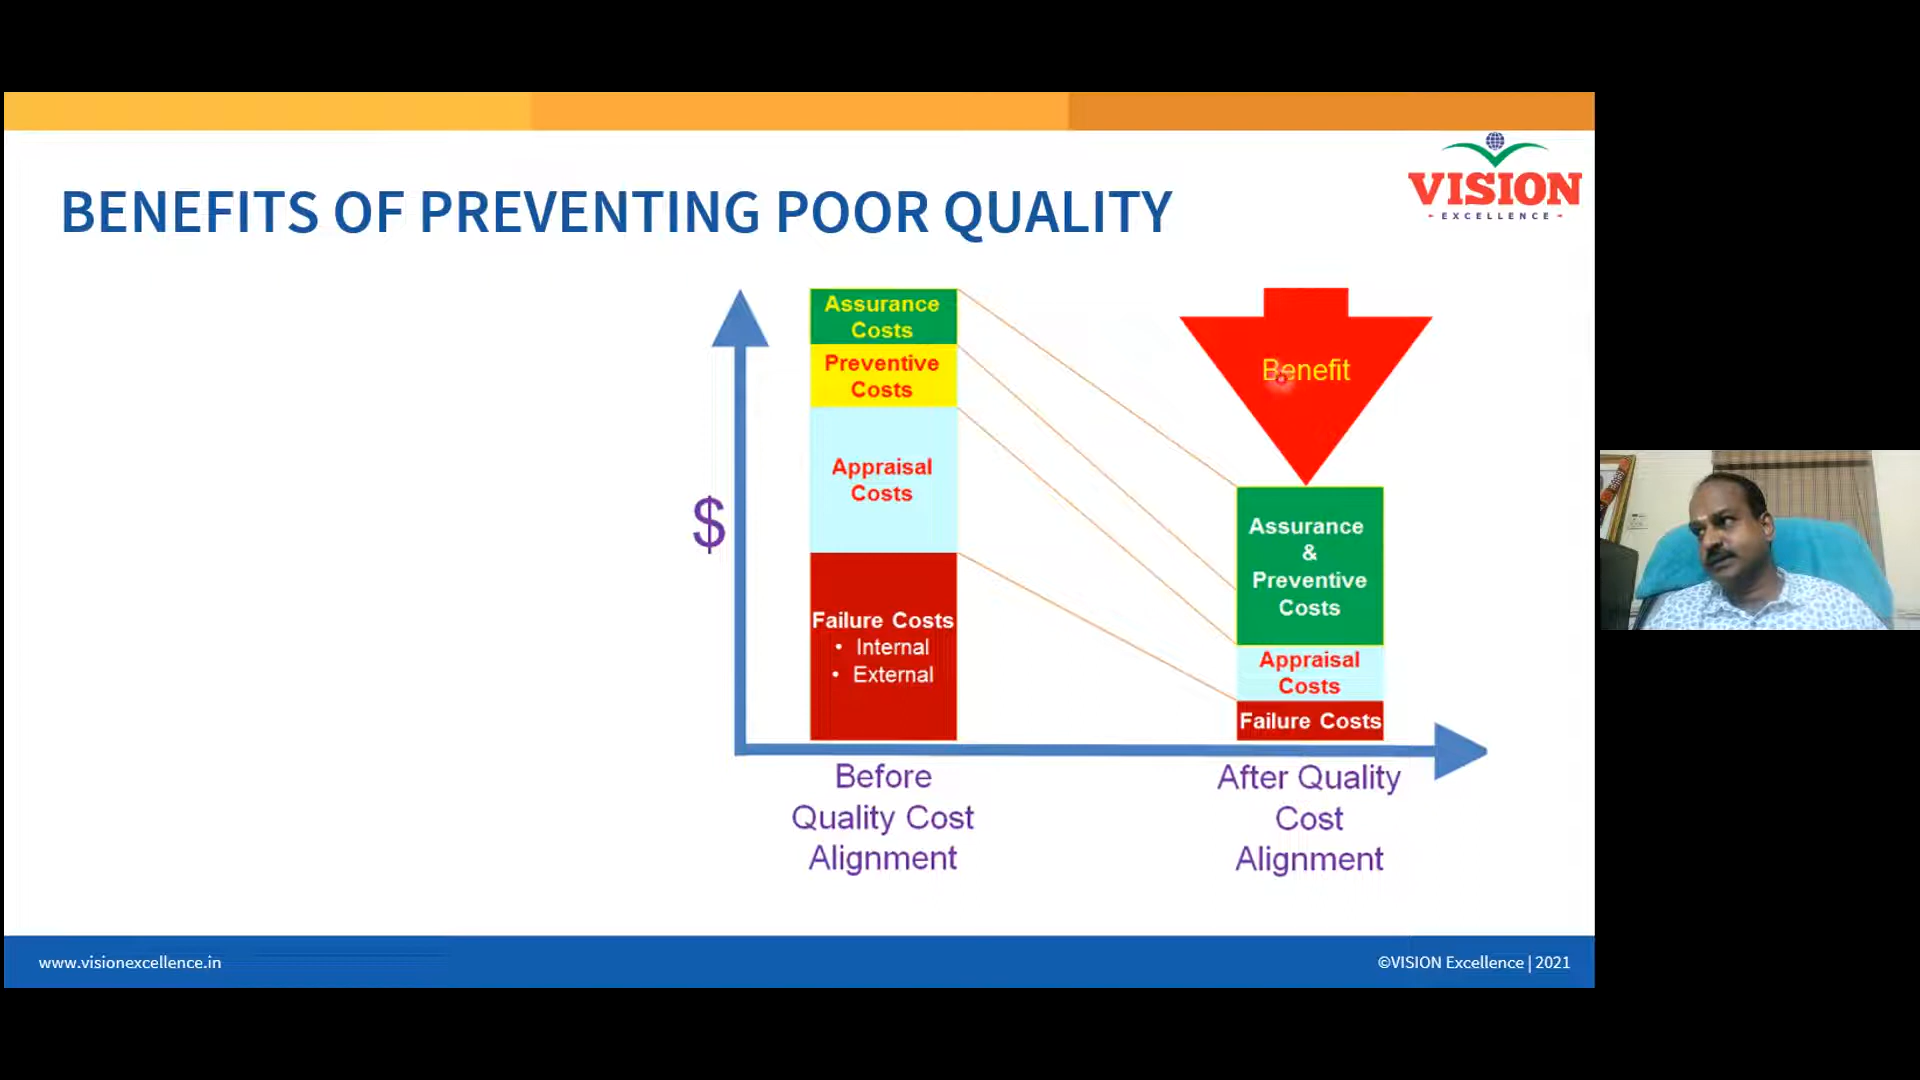 VISION
EXCELLENCE
BENEFITS OF PREVENTING POOR QUALITY
$
Assurance
Costs
Preventive
Costs
Appraisal
Costs
Failure Costs
• Internal
• External
Benefit
Assurance
&
Preventive
Costs
Appraisal
Costs
Failure Costs
Before
Quality Cost
Alignment
After Quality
Cost
Alignment
www.visionexcellence.in
©VISION Excellence | 2021